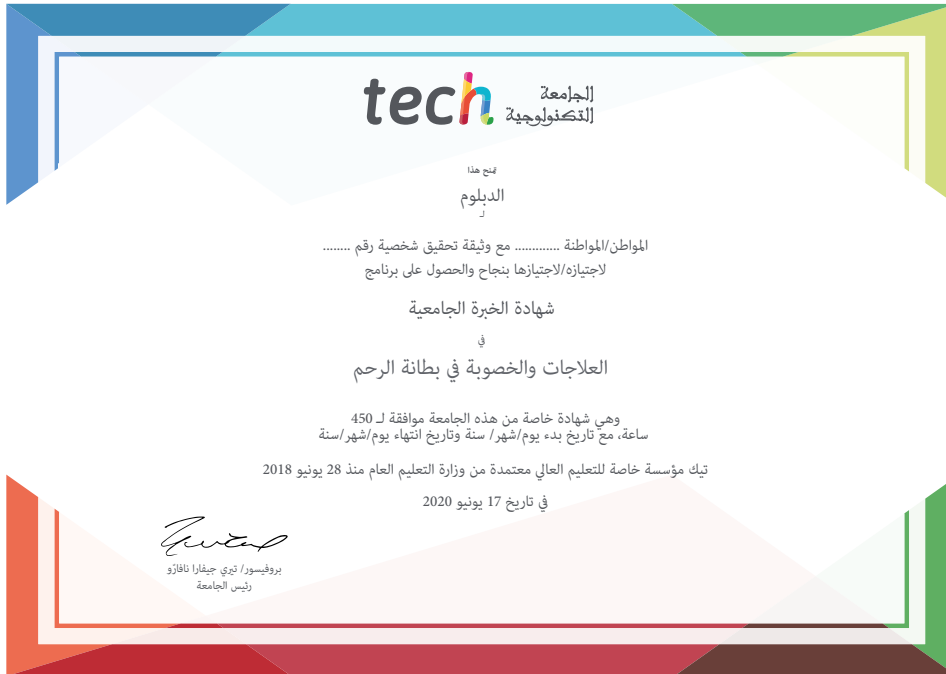 tech الجامعة
التكنولوجية
تمنح هذا
الدبلوم
لـ
المواطن/المواطنة ............. مع وثيقة تحقيق شخصية رقم ........
لاجتيازه/لاجتيازها بنجاح والحصول على برنامج
شهادة الخبرة الجامعية
في
العلاجات والخصوبة في بطانة الرحم
وهي شهادة خاصة من هذه الجامعة موافقة لـ 450
ساعة، مع تاريخ بدء يوم/شهر/ سنة وتاريخ انتهاء يوم/شهر/سنة
تيك مؤسسة خاصة للتعليم العالي معتمدة من وزارة التعليم العام منذ 28 يونيو 2018
في تاريخ 17 يونيو 2020
بروفيسور/ تيري جيفارا نافارّو
رئيس الجامعة